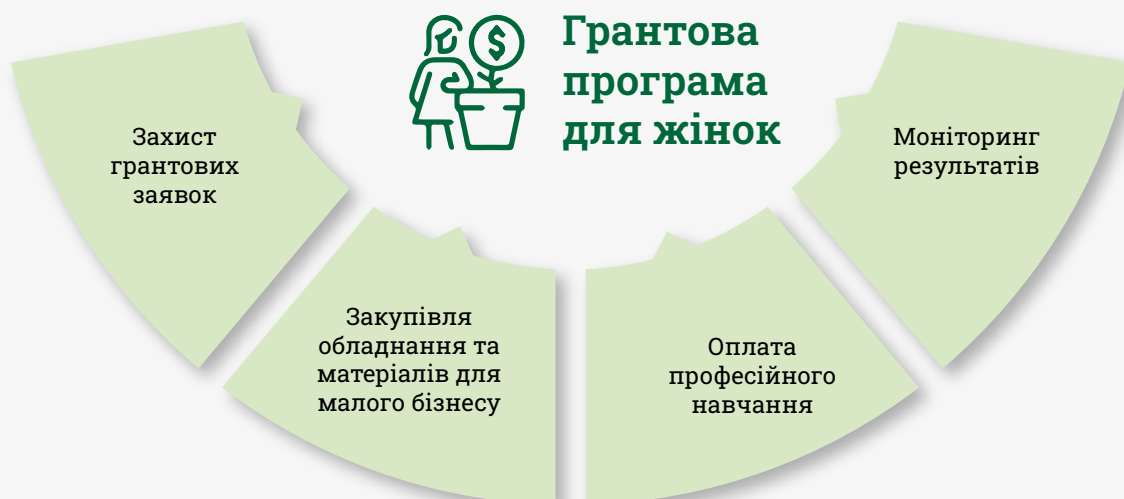 Грантова
програма
для жінок
Захист
грантових
заявок
Закупівля
обладнання та
матеріалів для
малого бізнесу
Оплата
професійного
навчання
Моніторинг
результатів